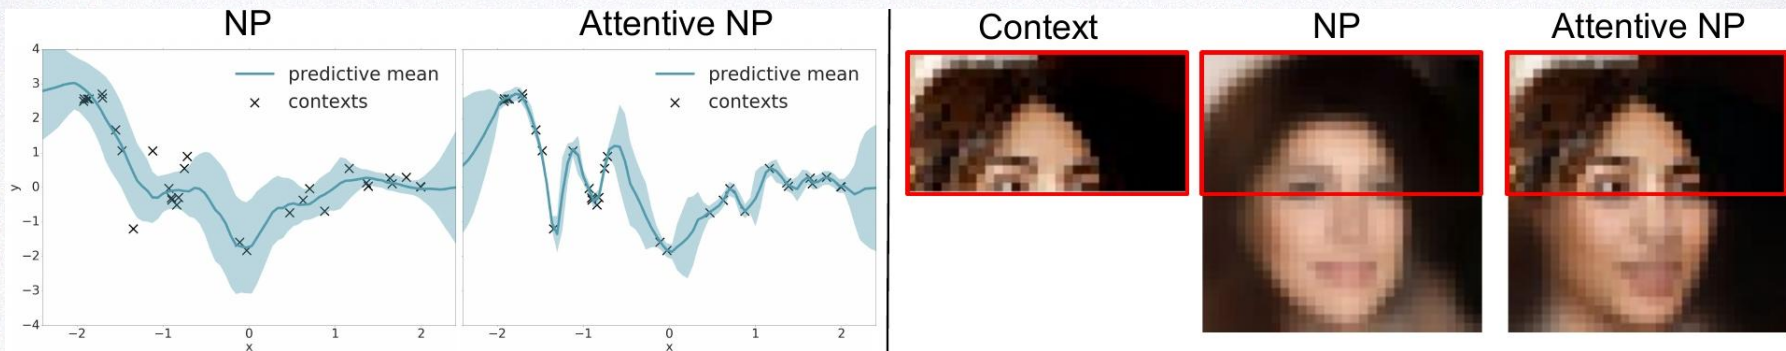 NP
Attentive NP
Context
NP
Attentive NP
predictive mean
contexts
predictive mean
contexts
4
3
2
1
0
−1
−2
−3
−4
y
−2
−1
0
1
2
x
−2
−1
0
1
2
x